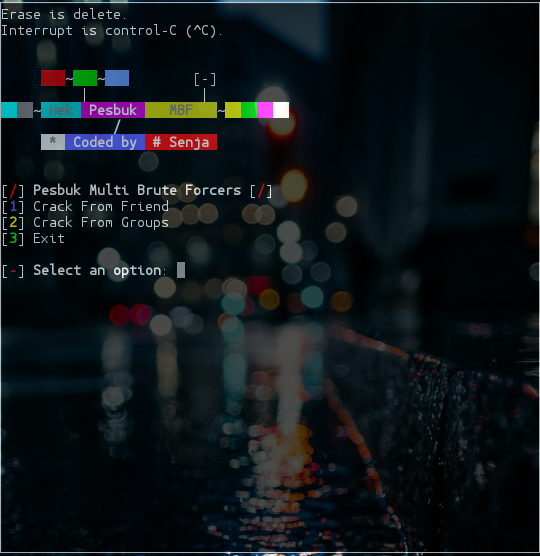 Erase is delete.
Interrupt is control-C (^C).
~ ~ [-]
~ Hek Pesbuk MBF ~
/
* Coded by # Senja
[/] Pesbuk Multi Brute Forcers [/]
[1] Crack From Friend
[2] Crack From Groups
[3] Exit
[-] Select an option: